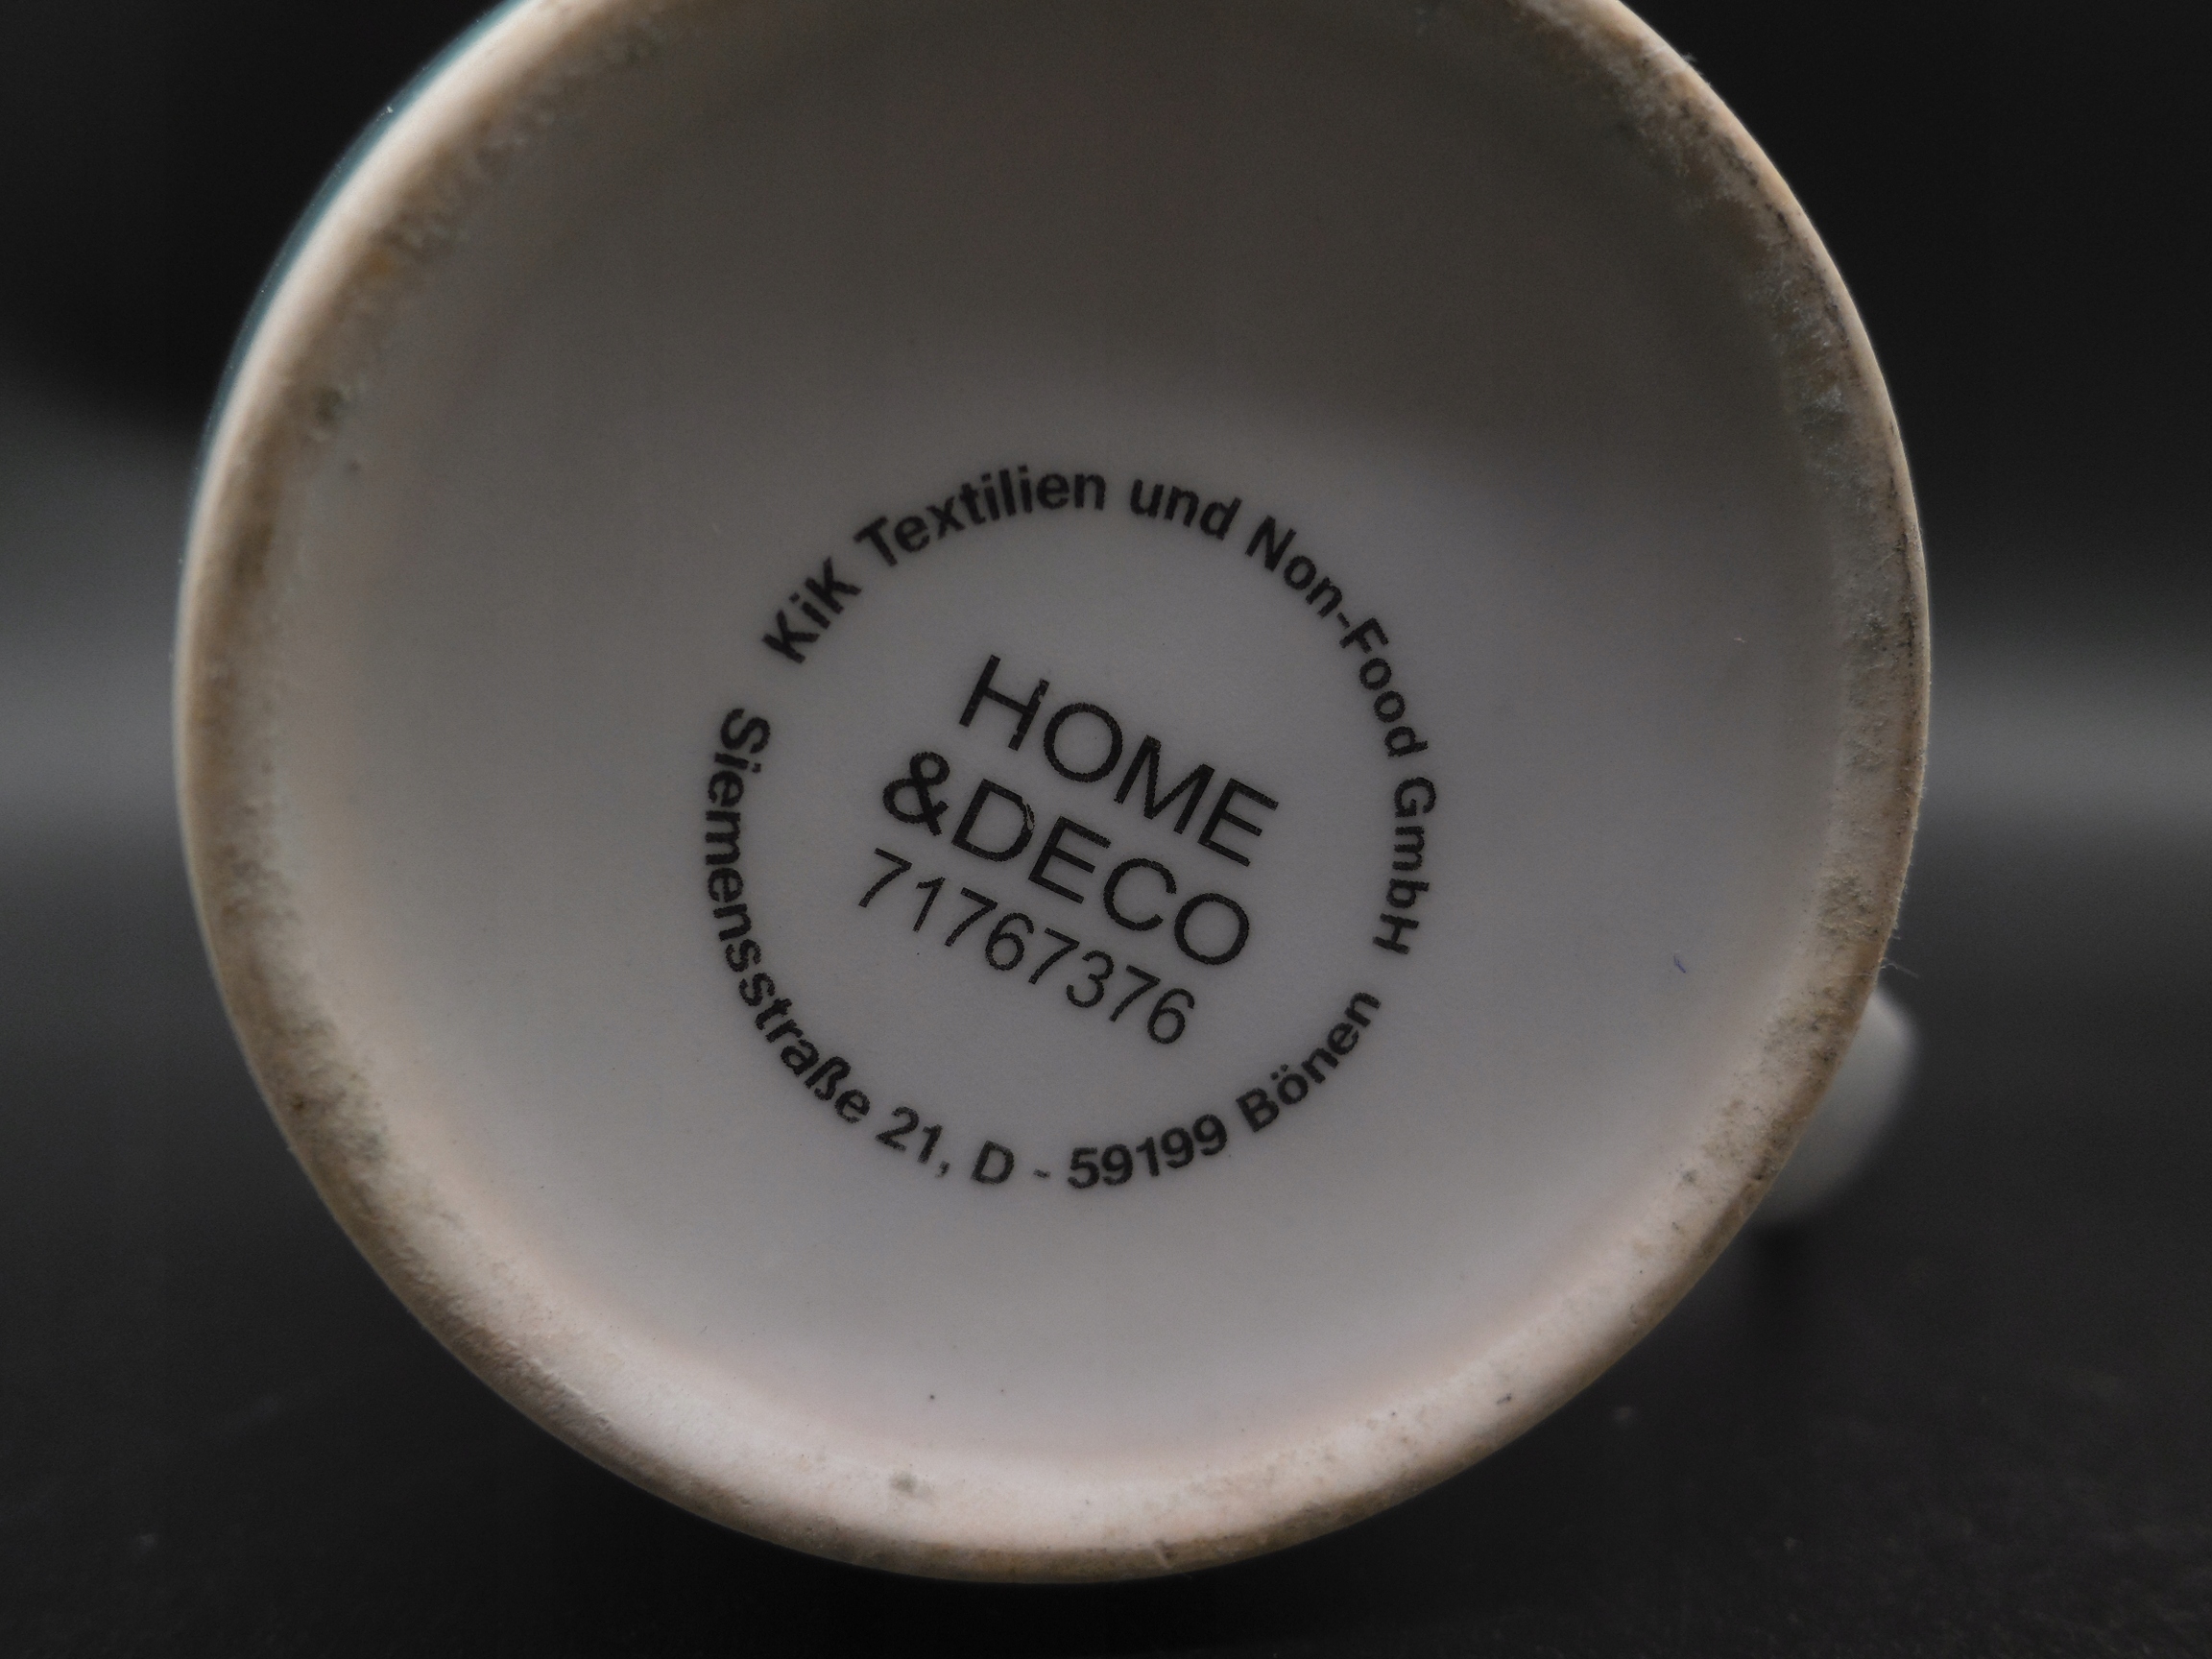 KiK Textilien und Non-Food GmbH
HOME
&DECO
71767376
Siemensstraße 21, D - 59199 Bönen